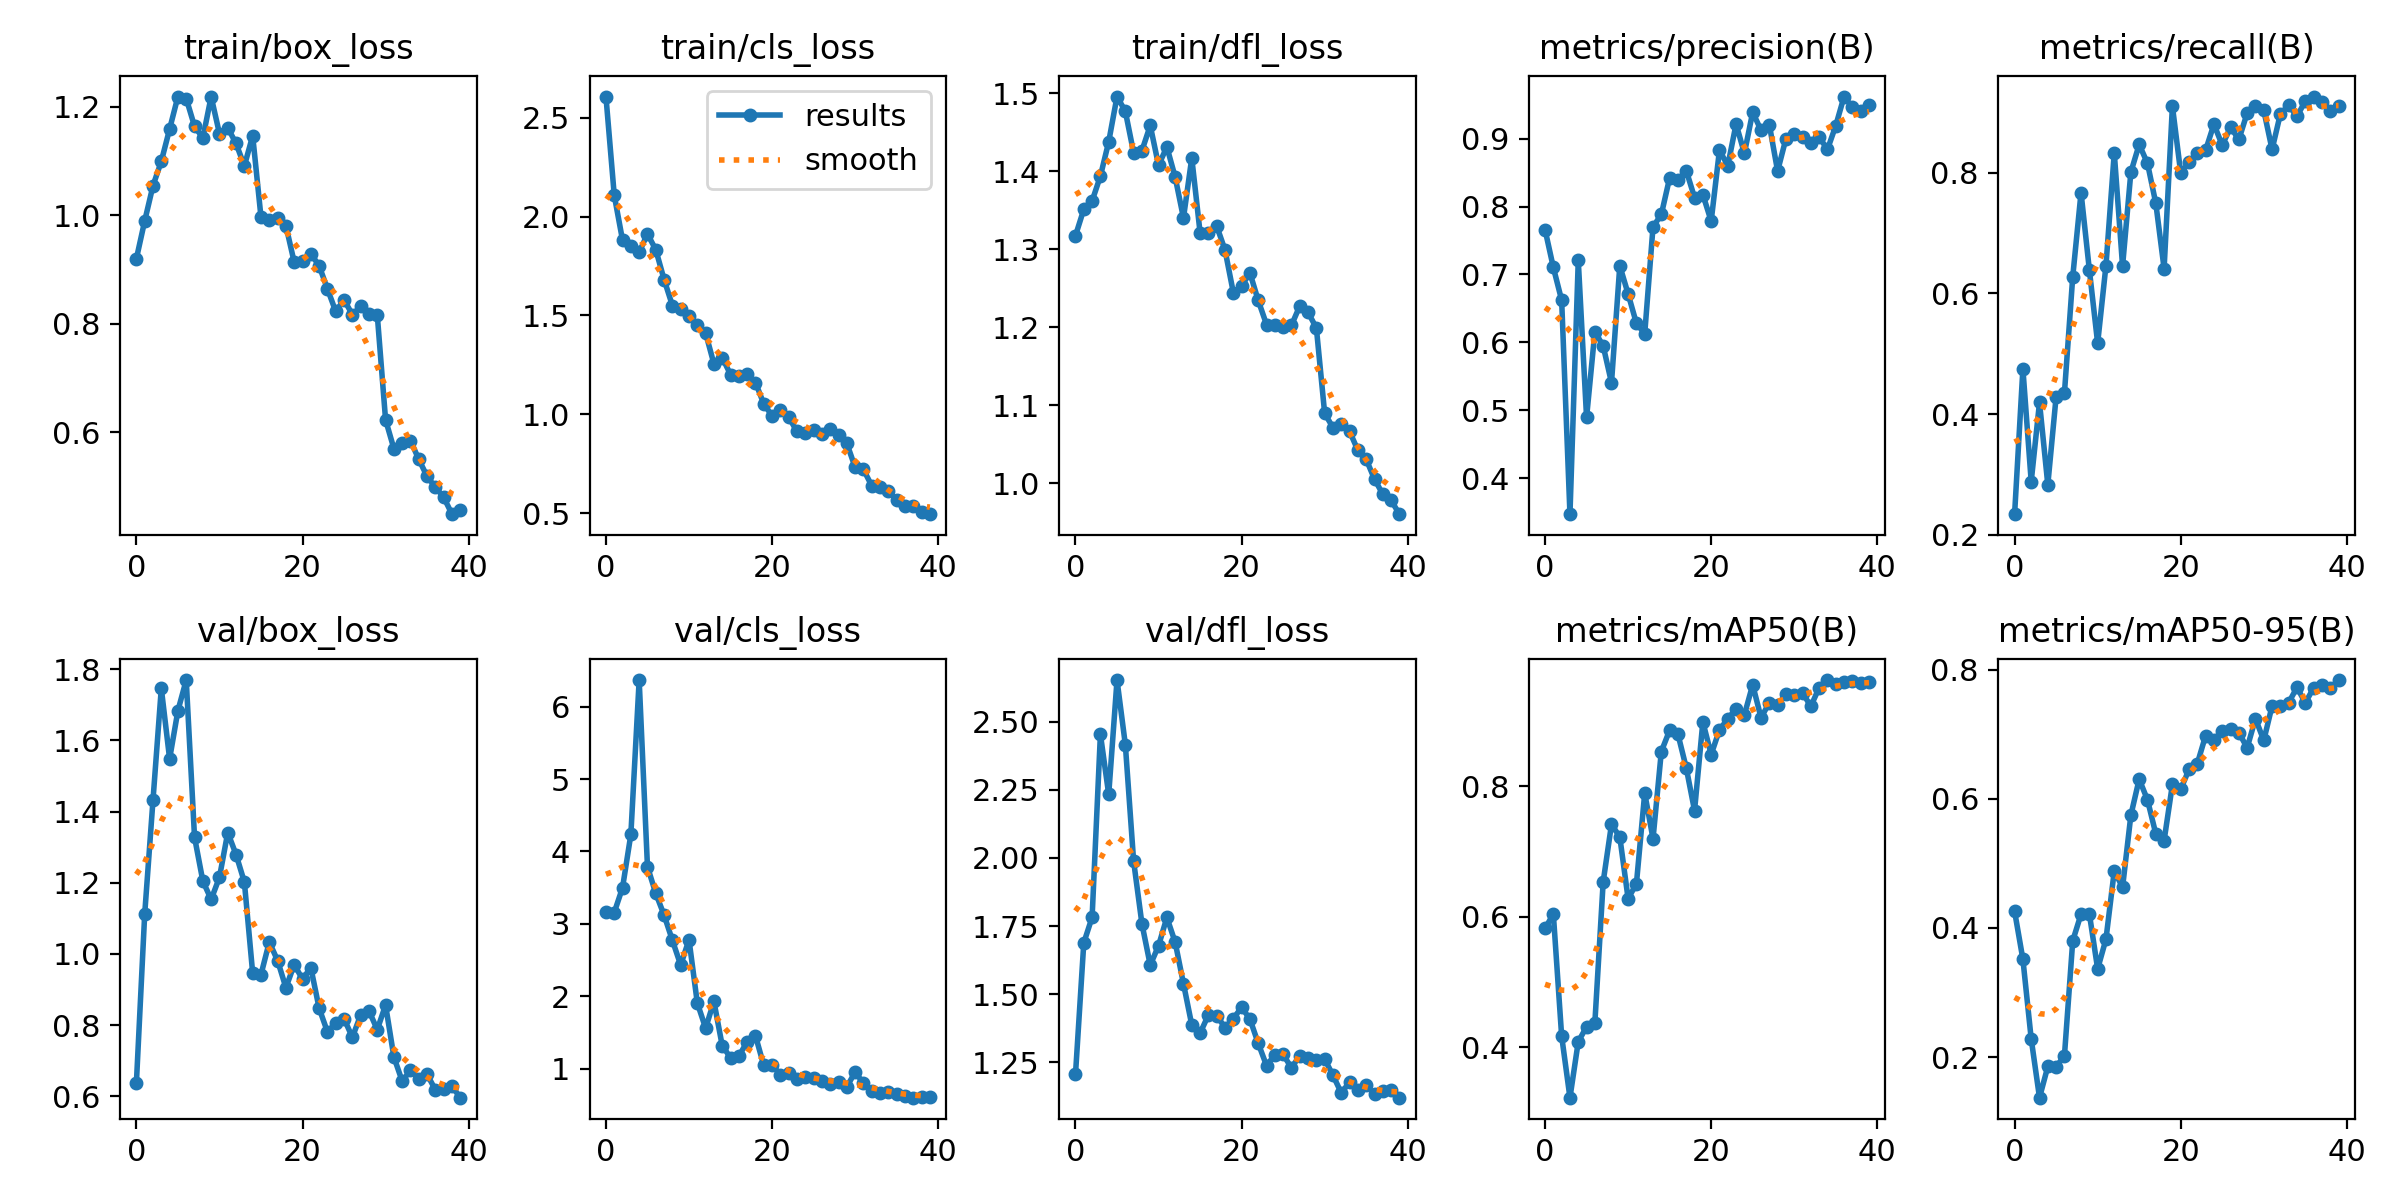 train/box_loss
1.2
1.0
0.8
0.6
0 20 40
train/cls_loss
results
smooth
2.5
2.0
1.5
1.0
0.5
0 20 40
train/dfl_loss
1.5
1.4
1.3
1.2
1.1
1.0
0 20 40
metrics/precision(B)
0.9
0.8
0.7
0.6
0.5
0.4
0 20 40
metrics/recall(B)
0.8
0.6
0.4
0.2
0 20 40
val/box_loss
1.8
1.6
1.4
1.2
1.0
0.8
0.6
0 20 40
val/cls_loss
6
5
4
3
2
1
0 20 40
val/dfl_loss
2.50
2.25
2.00
1.75
1.50
1.25
0 20 40
metrics/mAP50(B)
0.8
0.6
0.4
0 20 40
metrics/mAP50-95(B)
0.8
0.6
0.4
0.2
0 20 40